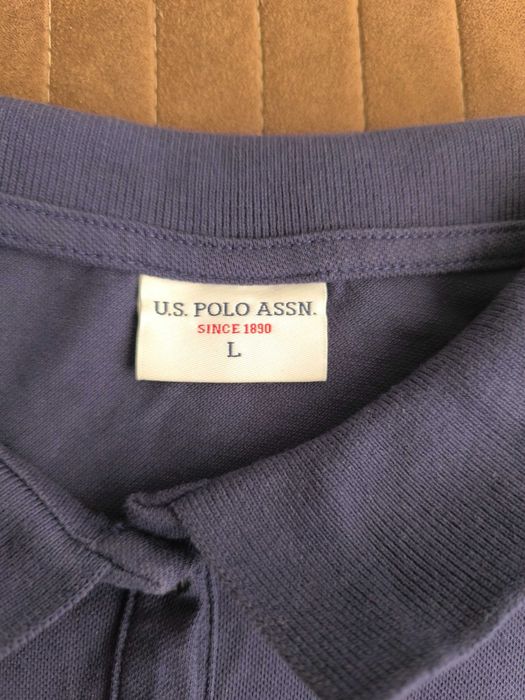 U.S. POLO ASSN.
SINCE 1890
L